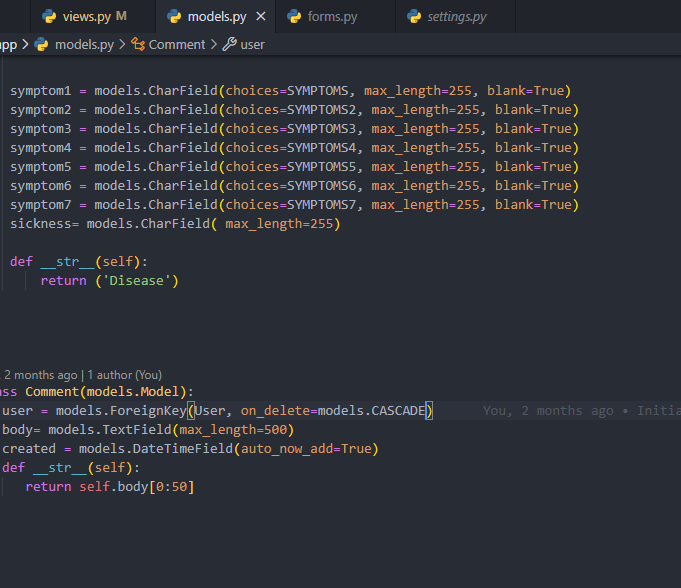 views.py M models.py × forms.py settings.py
app > models.py > Comment > user
symptom1 = models.CharField(choices=SYMPTOMS, max_length=255, blank=True)
symptom2 = models.CharField(choices=SYMPTOMS2, max_length=255, blank=True)
symptom3 = models.CharField(choices=SYMPTOMS3, max_length=255, blank=True)
symptom4 = models.CharField(choices=SYMPTOMS4, max_length=255, blank=True)
symptom5 = models.CharField(choices=SYMPTOMS5, max_length=255, blank=True)
symptom6 = models.CharField(choices=SYMPTOMS6, max_length=255, blank=True)
symptom7 = models.CharField(choices=SYMPTOMS7, max_length=255, blank=True)
sickness= models.CharField( max_length=255)
def __str__(self):
return ('Disease')
, 2 months ago | 1 author (You)
ass Comment(models.Model):
user = models.ForeignKey(User, on_delete=models.CASCADE) You, 2 months ago • Initia
body= models.TextField(max_length=500)
created = models.DateTimeField(auto_now_add=True)
def __str__(self):
return self.body[0:50]